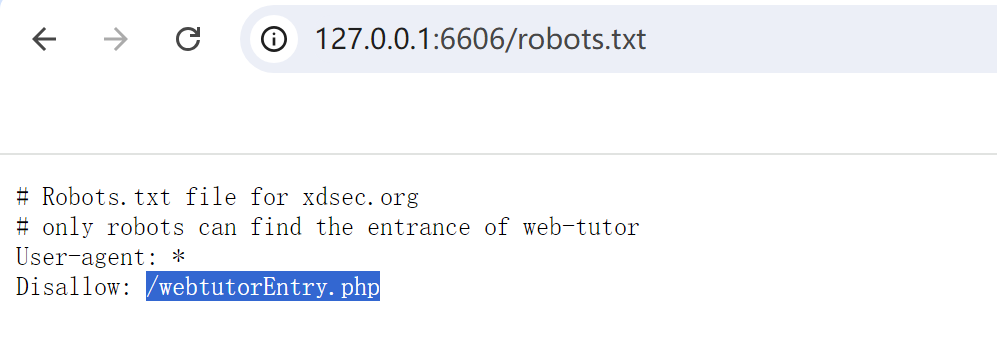 127.0.0.1:6606/robots.txt
# Robots.txt file for xdsec.org
# only robots can find the entrance of web-tutor
User-agent: *
Disallow: /webtutorEntry.php